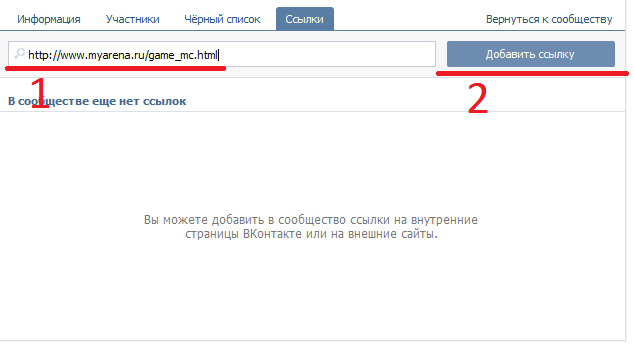 Информация Участники Чёрный список Ссылки Вернуться к сообществу
http://www.myarena.ru/game_mc.html Добавить ссылку
1 2
В сообществе еще нет ссылок
Вы можете добавить в сообщество ссылки на внутренние
страницы ВКонтакте или на внешние сайты.